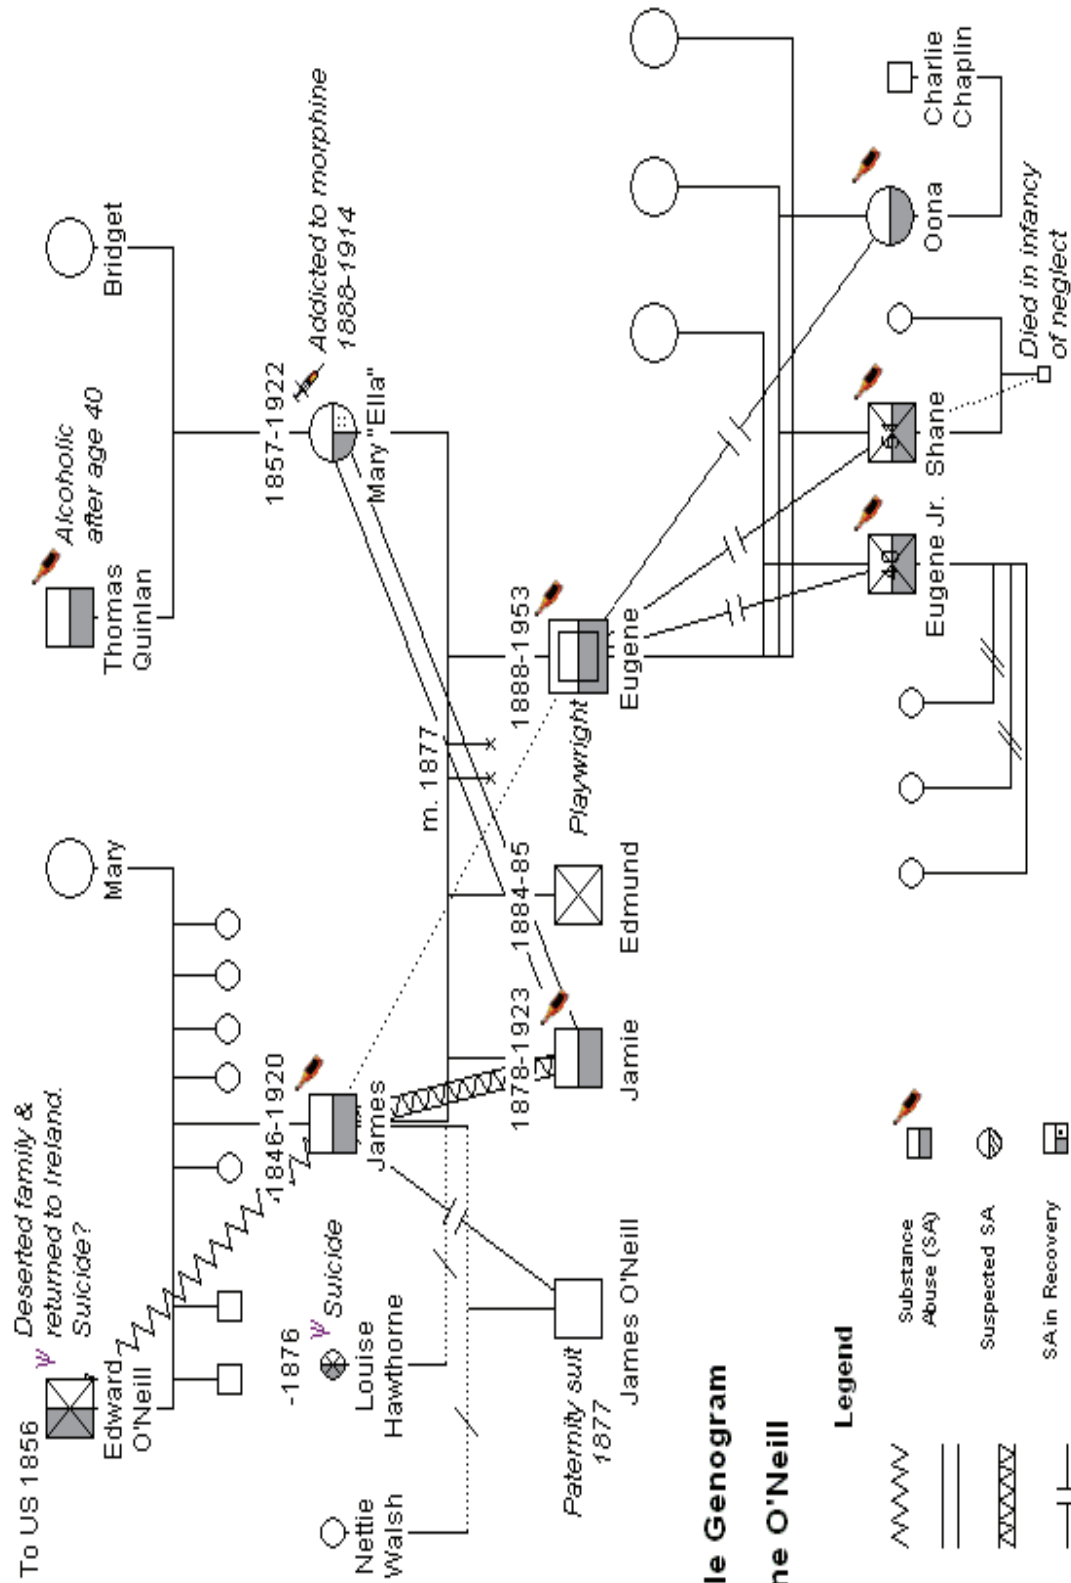 To US 1856
Deserted family &
returned to Ireland.
Suicide?
Edward
O'Neill
Mary
Thomas
Quinlan
Alcoholic
after age 40
Bridget
1846-1920
James
-1876
Suicide
Louise
Hawthorne
Nettie
Walsh
m. 1877
1857-1922
Mary "Ella"
Addicted to morphine
1888-1914
Paternity suit
1877
James O'Neill
1878-1923
Jamie
1884-85
Edmund
1888-1953
Playwright
Eugene
40
Eugene Jr.
51
Shane
Oona
Charlie
Chaplin
Died in infancy
of neglect
le Genogram
ne O'Neill
Legend
Substance
Abuse (SA)
Suspected SA
SA in Recovery